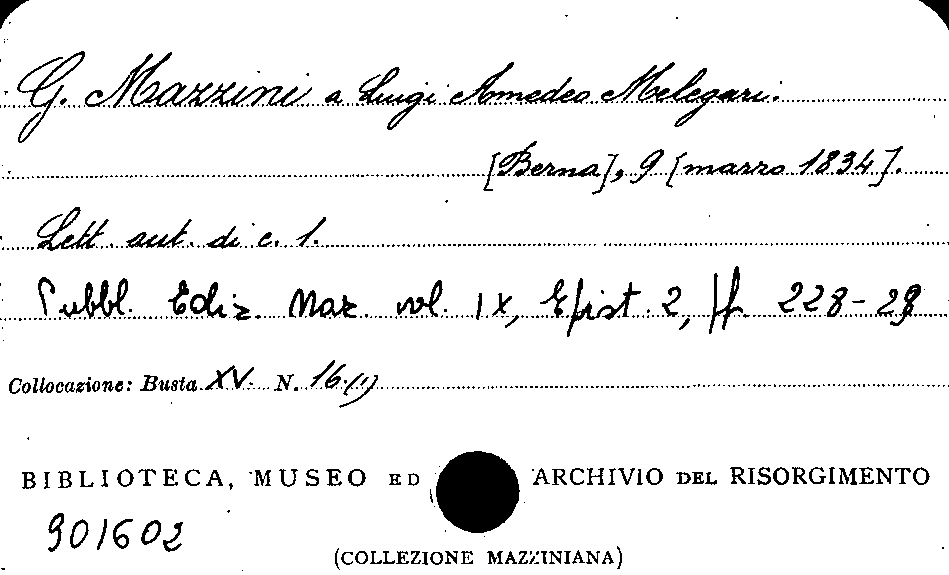 G. Mazzini a Luigi Amedeo Melegari.
[Berna], 9 [marzo 1834].
Lett. aut. di c. 1.
Pubbl. Ediz. Naz. vol. IX, Epist. 2, pp. 228-29
Collocazione: Busta XV. N. 16.(1)
BIBLIOTECA, MUSEO ED ARCHIVIO DEL RISORGIMENTO
901602
(COLLEZIONE MAZZINIANA)